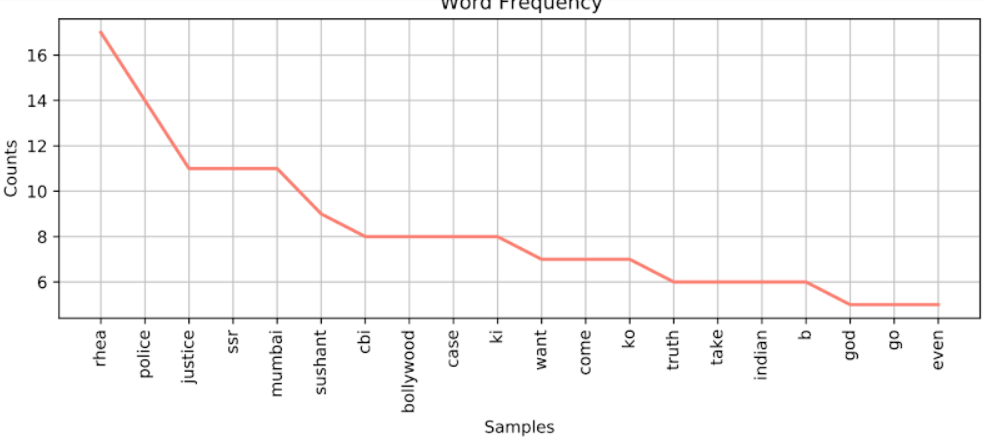 Word Frequency
16
14
12
10
8
6
Counts
rhea
police
justice
ssr
mumbai
sushant
cbi
bollywood
case
ki
want
come
ko
truth
take
indian
b
god
go
even
Samples